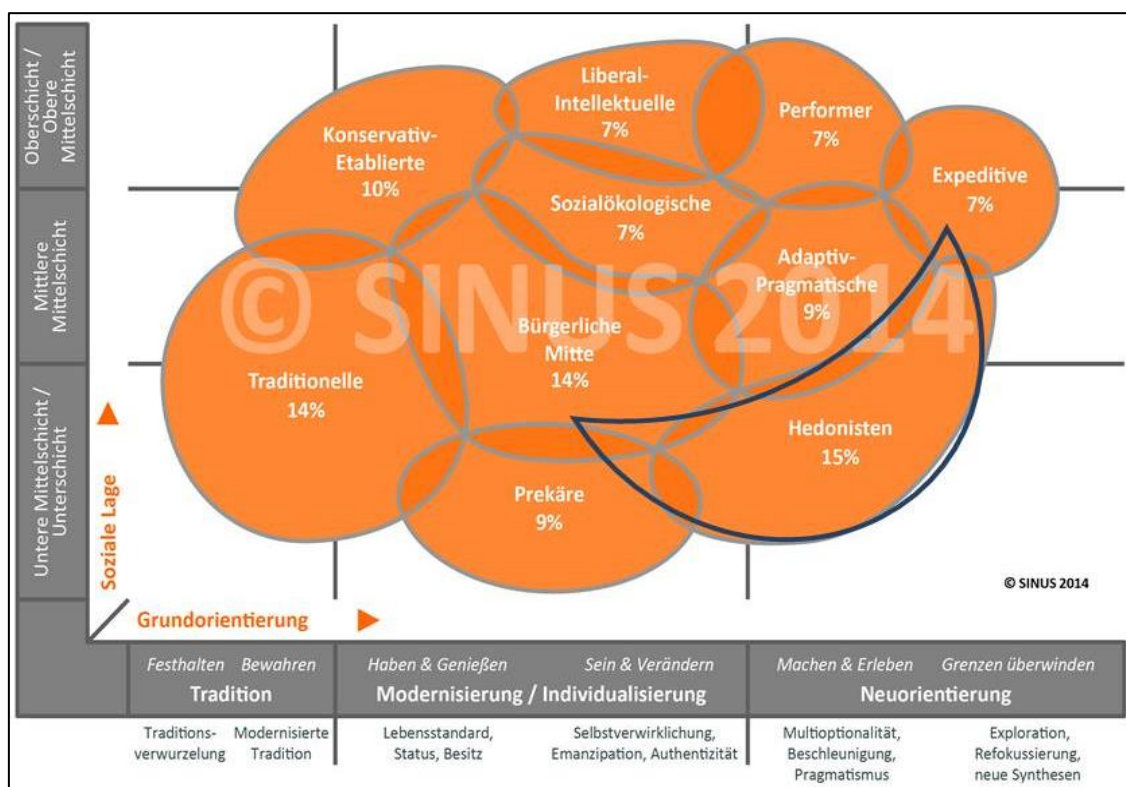 Oberschicht /
Obere
Mittelschicht
Mittlere
Mittelschicht
Untere Mittelschicht /
Unterschicht
Soziale Lage
Konservativ-
Etablierte
10%
Liberal-
Intellektuelle
7%
Performer
7%
Expeditive
7%
Sozialökologische
7%
Adaptiv-
Pragmatische
9%
© SINUS 2014
Bürgerliche
Mitte
14%
Traditionelle
14%
Hedonisten
15%
Prekäre
9%
© SINUS 2014
Grundorientierung
Festhalten Bewahren
Tradition
Haben & Genießen Sein & Verändern
Modernisierung / Individualisierung
Machen & Erleben Grenzen überwinden
Neuorientierung
Traditions-
verwurzelung
Modernisierte
Tradition
Lebensstandard,
Status, Besitz
Selbstverwirklichung,
Emanzipation, Authentizität
Multioptionalität,
Beschleunigung,
Pragmatismus
Exploration,
Refokussierung,
neue Synthesen